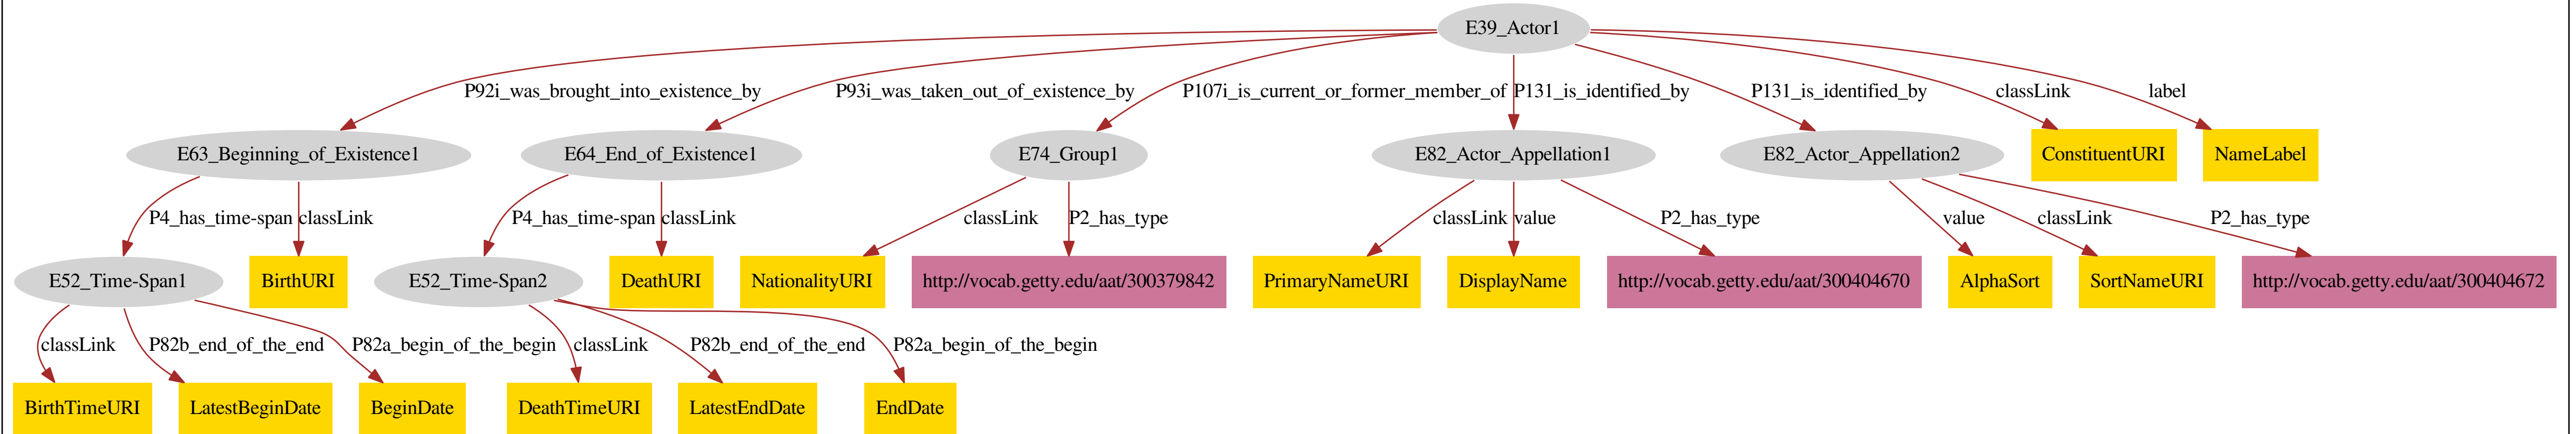 E39_Actor1
P92i_was_brought_into_existence_by P93i_was_taken_out_of_existence_by P107i_is_current_or_former_member_of P131_is_identified_by P131_is_identified_by classLink label
E63_Beginning_of_Existence1 E64_End_of_Existence1 E74_Group1 E82_Actor_Appellation1 E82_Actor_Appellation2 ConstituentURI NameLabel
P4_has_time-span classLink P4_has_time-span classLink classLink P2_has_type classLink value P2_has_type value classLink P2_has_type
E52_Time-Span1 BirthURI E52_Time-Span2 DeathURI NationalityURI http://vocab.getty.edu/aat/300379842 PrimaryNameURI DisplayName http://vocab.getty.edu/aat/300404670 AlphaSort SortNameURI http://vocab.getty.edu/aat/300404672
classLink P82b_end_of_the_end P82a_begin_of_the_begin classLink P82b_end_of_the_end P82a_begin_of_the_begin
BirthTimeURI LatestBeginDate BeginDate DeathTimeURI LatestEndDate EndDate